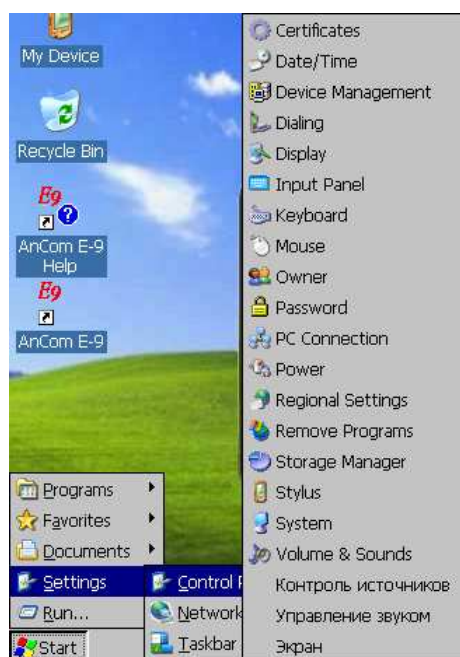 My Device
Recycle Bin
E9
?
AnCom E-9
Help
E9
AnCom E-9
Programs
Favorites
Documents
Settings
Run...
Start
Control P
Network
Taskbar
Certificates
Date/Time
Device Management
Dialing
Display
Input Panel
Keyboard
Mouse
Owner
Password
PC Connection
Power
Regional Settings
Remove Programs
Storage Manager
Stylus
System
Volume & Sounds
Контроль источников
Управление звуком
Экран